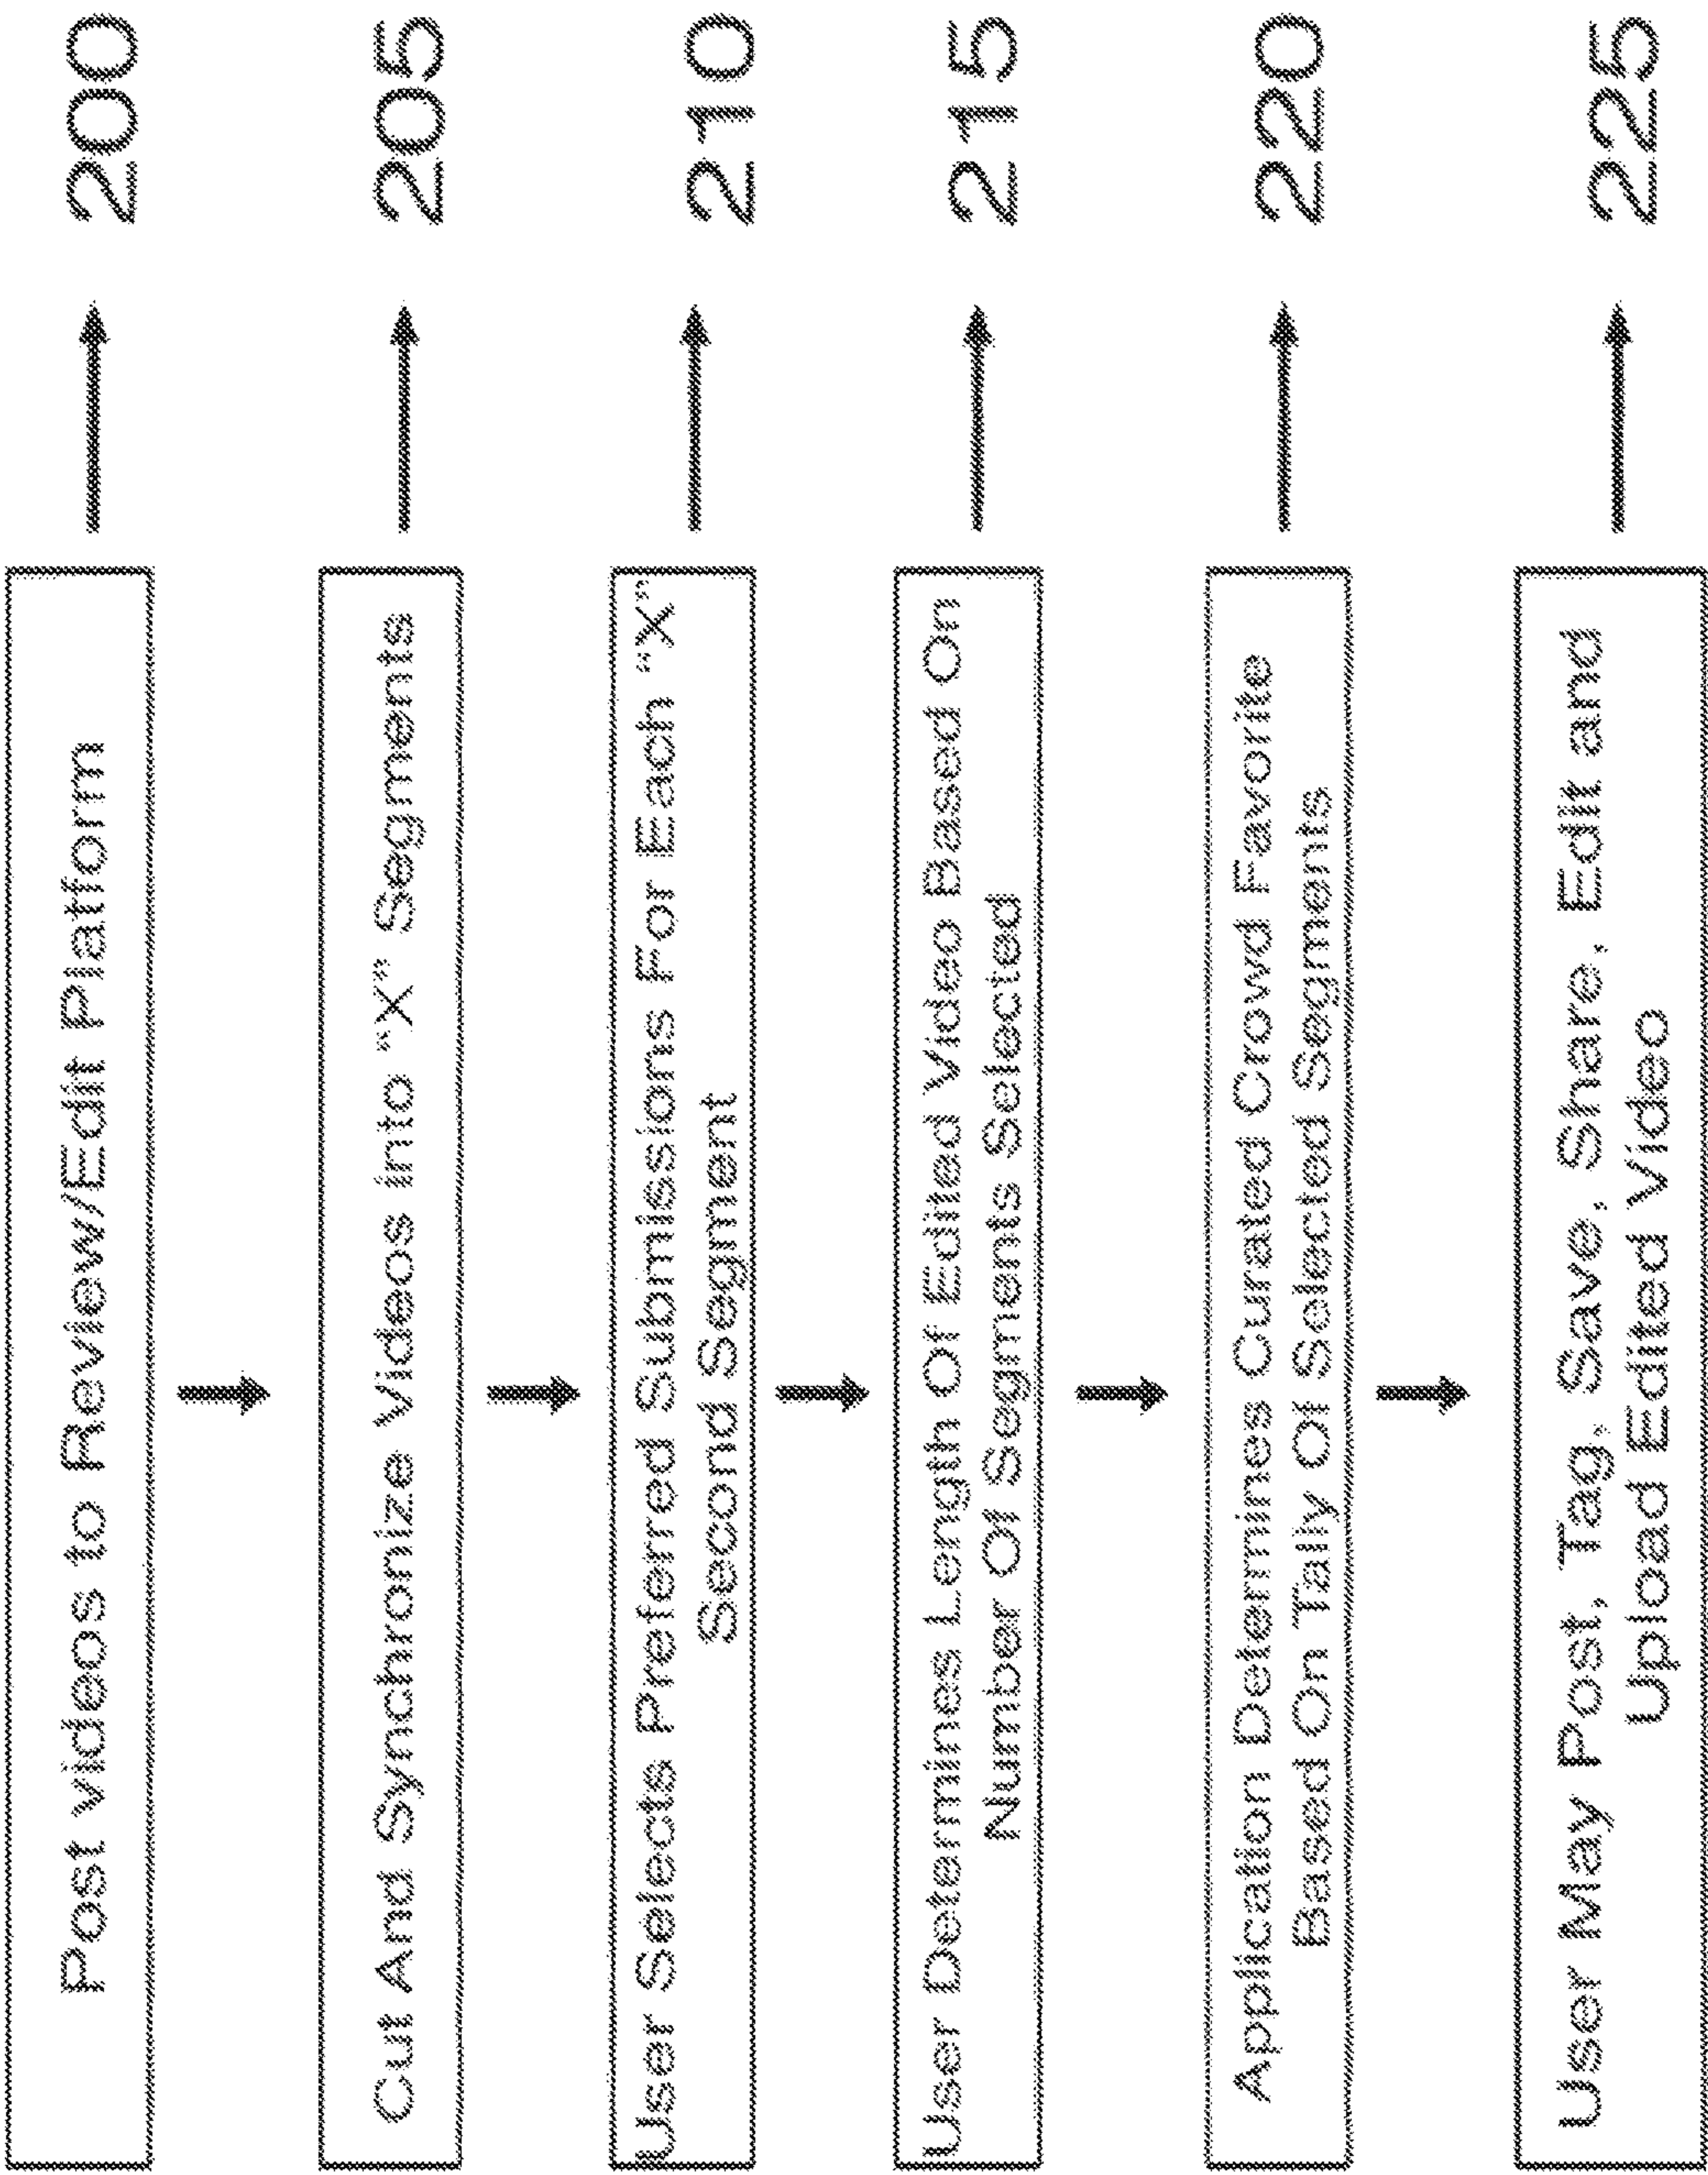 Post videos to Review/Edit Platform
200
Cut And Synchronize Videos into "X" Segments
205
User Selects Preferred Submissions For Each "X"
Second Segment
210
User Determines Length Of Edited Video Based On
Number Of Segments Selected
215
Application Determines Curated Crowd Favorite
Based On Tally Of Selected Segments
220
User May Post, Tag, Save, Share, Edit and
Upload Edited Video
225